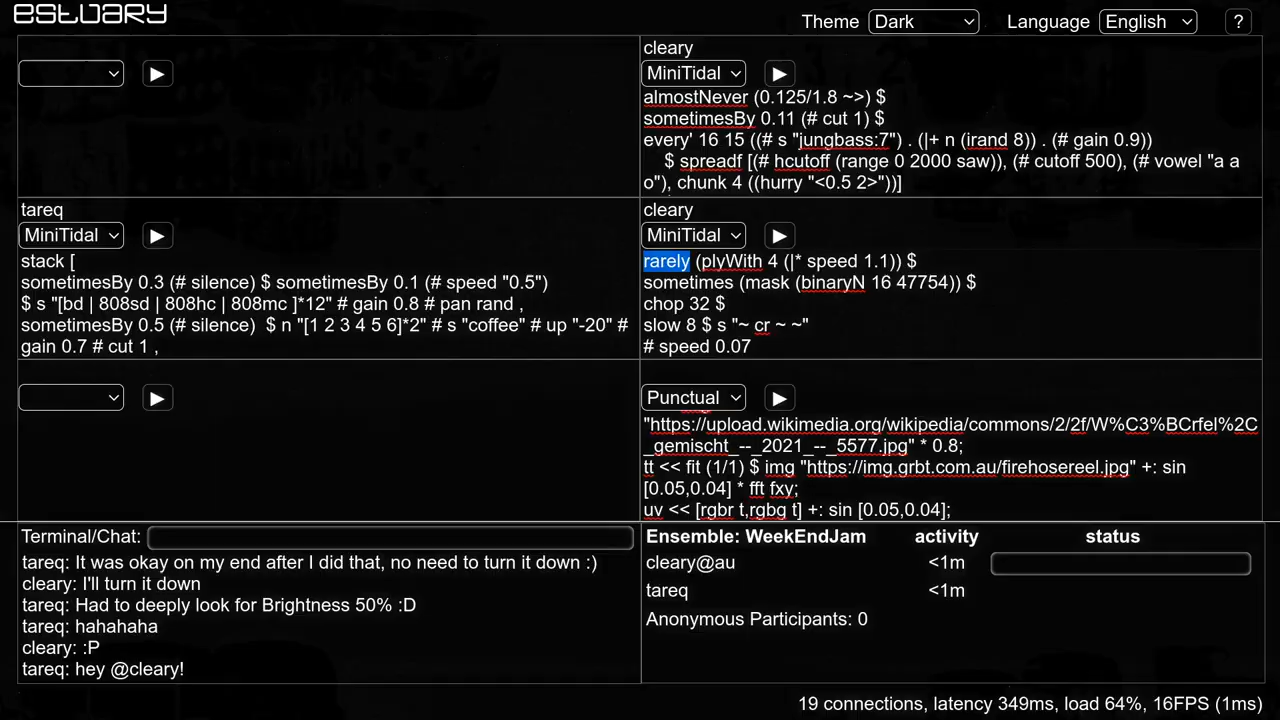 estuary
Theme Dark Language English ?
cleary
MiniTidal
almostNever (0.125/1.8 ~>) $
sometimesBy 0.11 (# cut 1) $
every' 16 15 ((# s "jungbass:7") . (|+ n (irand 8)) . (# gain 0.9))
$ spreadf [(# hcutoff (range 0 2000 saw)), (# cutoff 500), (# vowel "a a
o"), chunk 4 ((hurry "<0.5 2>"))]
tareq
MiniTidal
stack [
sometimesBy 0.3 (# silence) $ sometimesBy 0.1 (# speed "0.5")
$ s "[bd | 808sd | 808hc | 808mc ]*12" # gain 0.8 # pan rand ,
sometimesBy 0.5 (# silence)  $ n "[1 2 3 4 5 6]*2" # s "coffee" # up "-20" #
gain 0.7 # cut 1 ,
cleary
MiniTidal
rarely (plyWith 4 (|* speed 1.1)) $
sometimes (mask (binaryN 16 47754)) $
chop 32 $
slow 8 $ s "~ cr ~ ~"
# speed 0.07
Punctual
"https://upload.wikimedia.org/wikipedia/commons/2/2f/W%C3%BCrfel%2C
_gemischt_--_2021_--_5577.jpg" * 0.8;
tt << fit (1/1) $ img "https://img.grbt.com.au/firehosereel.jpg" +: sin
[0.05,0.04] * fft fxy;
uv << [rgbr t,rgbg t] +: sin [0.05,0.04];
Terminal/Chat:
tareq: It was okay on my end after I did that, no need to turn it down :)
cleary: I'll turn it down
tareq: Had to deeply look for Brightness 50% :D
tareq: hahahaha
cleary: :P
tareq: hey @cleary!
Ensemble: WeekEndJam activity status
cleary@au <1m
tareq <1m
Anonymous Participants: 0
19 connections, latency 349ms, load 64%, 16FPS (1ms)